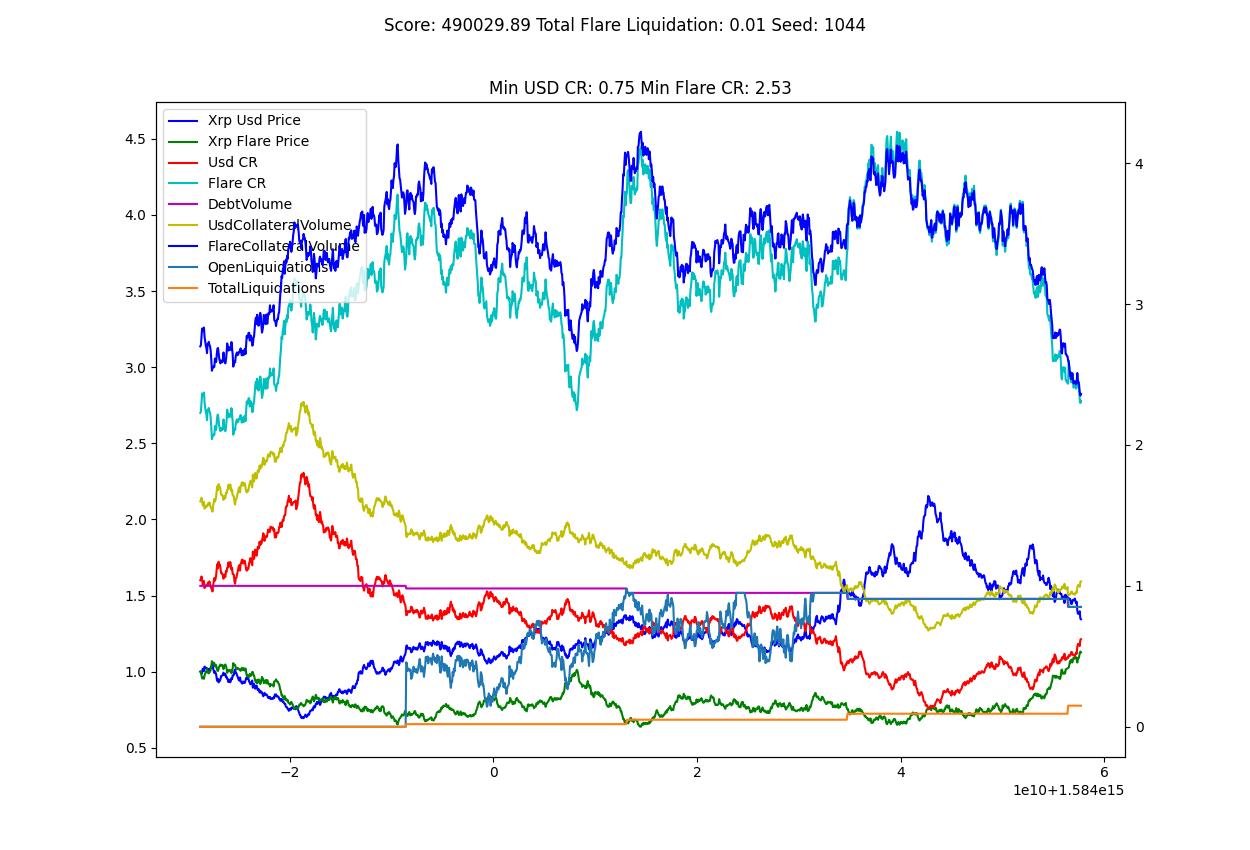 Score: 490029.89 Total Flare Liquidation: 0.01 Seed: 1044
Min USD CR: 0.75 Min Flare CR: 2.53
Xrp Usd Price
Xrp Flare Price
Usd CR
Flare CR
DebtVolume
UsdCollateralVolume
FlareCollateralVolume
OpenLiquidations
TotalLiquidations
4.5
4.0
3.5
3.0
2.5
2.0
1.5
1.0
0.5
4
3
2
1
0
−2
0
2
4
6
1e10+1.584e15